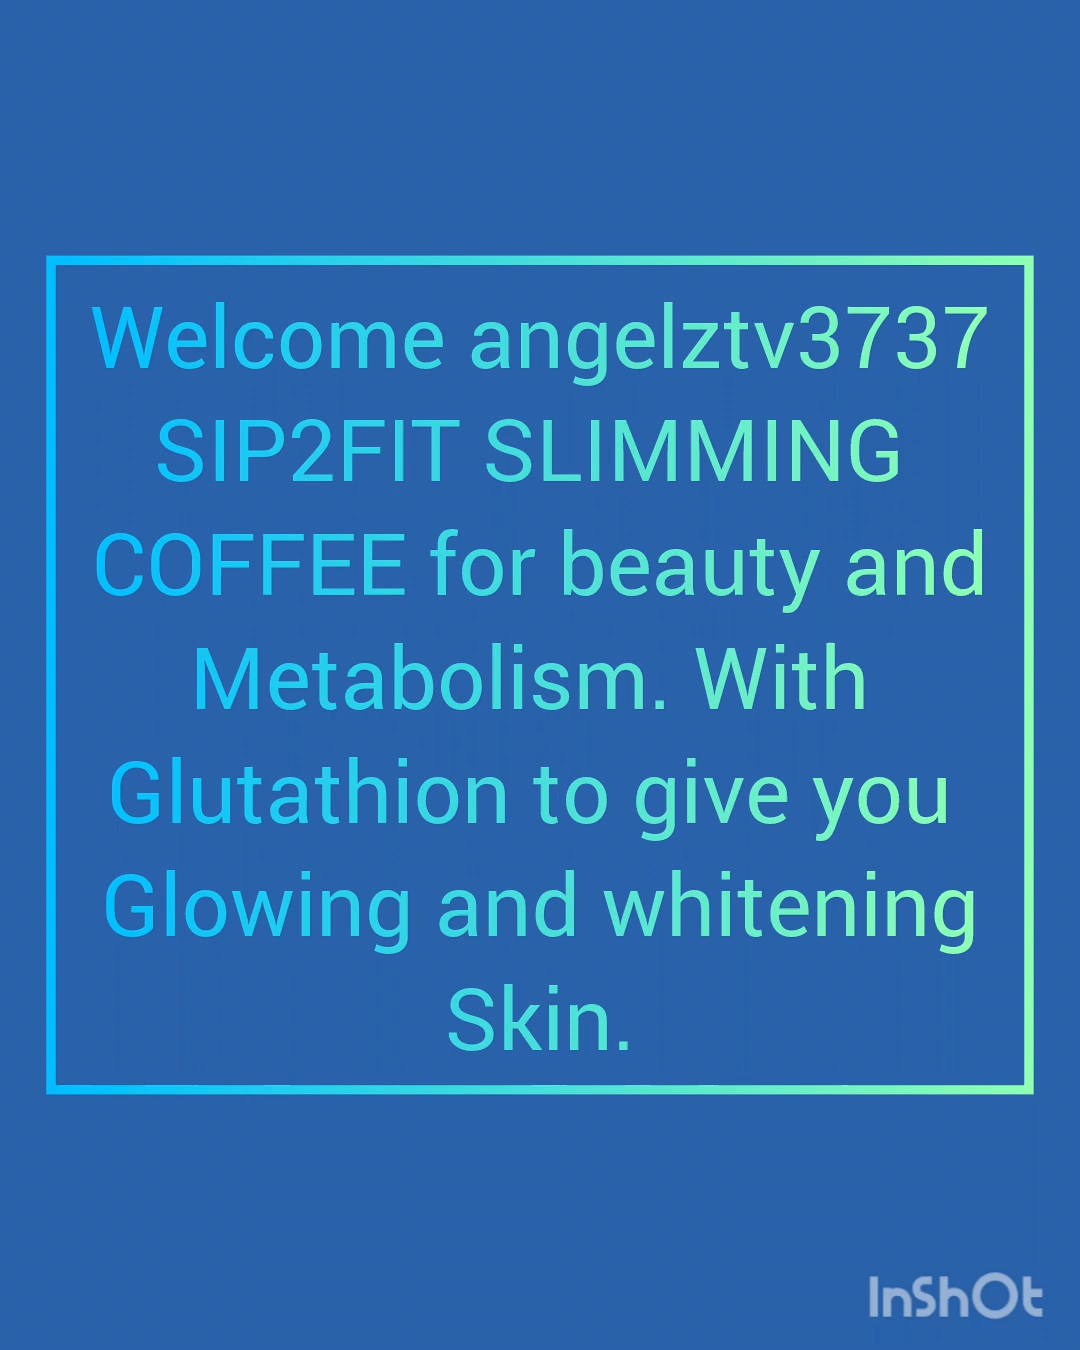 Welcome angelztv3737
SIP2FIT SLIMMING
COFFEE for beauty and
Metabolism. With
Glutathion to give you
Glowing and whitening
Skin.
InShOt